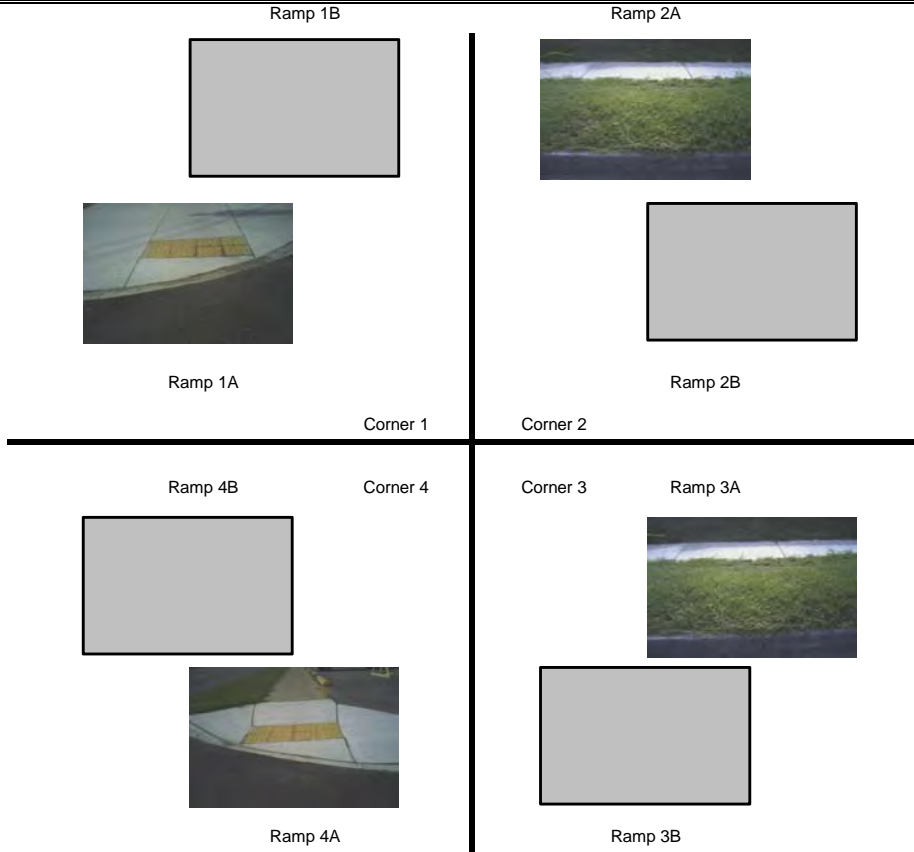 Ramp 1B
Ramp 2A
Ramp 1A
Ramp 2B
Corner 1
Corner 2
Ramp 4B
Corner 4
Corner 3
Ramp 3A
Ramp 4A
Ramp 3B